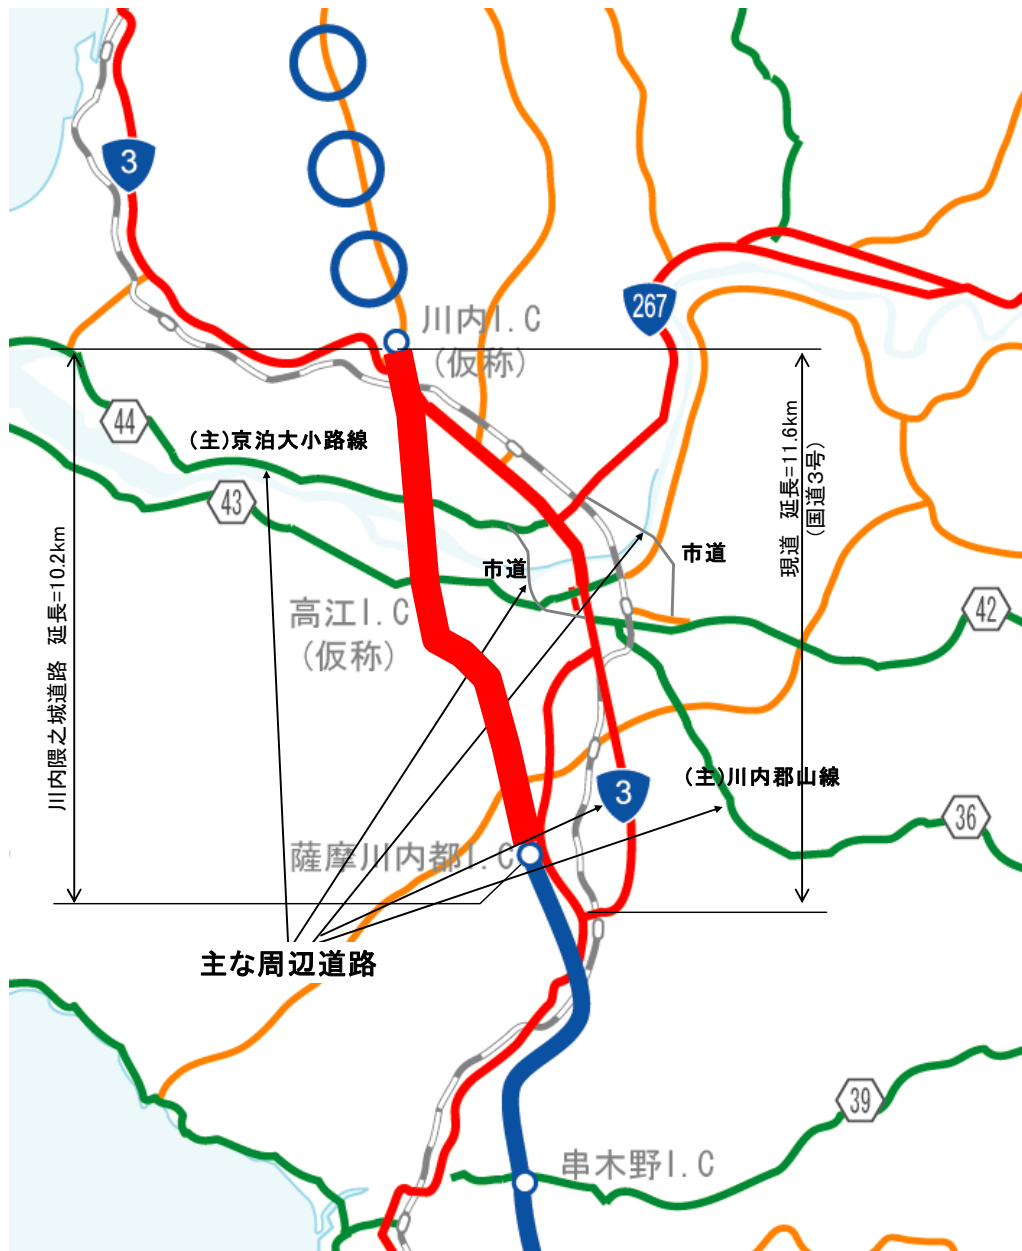 3
川内I.C
(仮称)
267
44
(主)京泊大小路線
43
現道 延長=11.6km
(国道3号)
川内隈之城道路 延長=10.2km
市道
市道
高江I.C
(仮称)
42
(主)川内郡山線
3
36
薩摩川内都I.C
主な周辺道路
39
串木野I.C